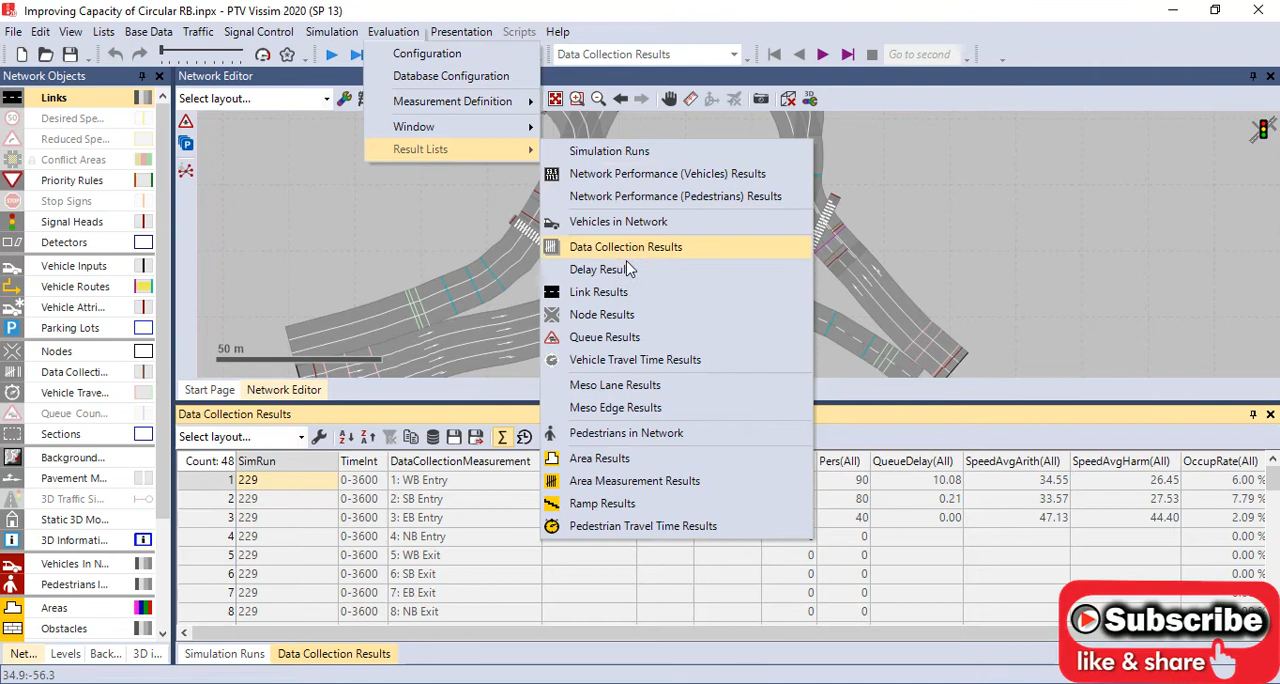 Improving Capacity of Circular RB.inpx - PTV Vissim 2020 (SP 13)
File Edit View Lists Base Data Traffic Signal Control Simulation Evaluation Presentation Scripts Help
Data Collection Results
Go to second
Network Objects
Network Editor
Select layout...
Links
Desired Spe...
Reduced Spe...
Conflict Areas
Priority Rules
Stop Signs
Signal Heads
Detectors
Vehicle Inputs
Vehicle Routes
Vehicle Attri...
Parking Lots
Nodes
Data Collecti...
Vehicle Trave...
Queue Coun...
Sections
Background...
Pavement M...
3D Traffic Si...
Static 3D Mo...
3D Informati...
Vehicles In N...
Pedestrians I...
Areas
Obstacles
Net... Levels Back... 3D i...
34.9:-56.3
Configuration
Database Configuration
Measurement Definition
Window
Result Lists
Simulation Runs
Network Performance (Vehicles) Results
Network Performance (Pedestrians) Results
Vehicles in Network
Data Collection Results
Delay Resul
Link Results
Node Results
Queue Results
Vehicle Travel Time Results
Meso Lane Results
Meso Edge Results
Pedestrians in Network
Area Results
Area Measurement Results
Ramp Results
Pedestrian Travel Time Results
50 m
Start Page Network Editor
Data Collection Results
Select layout...
Count: 48 SimRun TimeInt DataCollectionMeasurement Pers(All) QueueDelay(All) SpeedAvgArith(All) SpeedAvgHarm(All) OccupRate(All)
1 229 0-3600 1: WB Entry 90 10.08 34.55 26.45 6.00 %
2 229 0-3600 2: SB Entry 80 0.21 33.57 27.53 7.79 %
3 229 0-3600 3: EB Entry 40 0.00 47.13 44.40 2.09 %
4 229 0-3600 4: NB Entry 0 0 0.00 %
5 229 0-3600 5: WB Exit 0 0 0.00 %
6 229 0-3600 6: SB Exit 0 0 0.00 %
7 229 0-3600 7: EB Exit 0 0
8 229 0-3600 8: NB Exit 0 0
Simulation Runs Data Collection Results
Subscribe
like & share